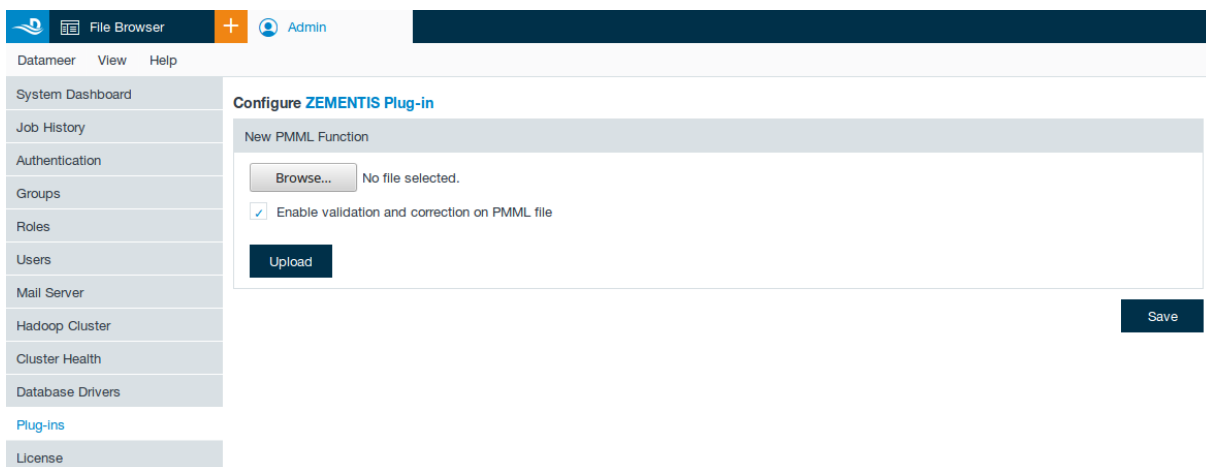 File Browser
+
Admin
Datameer View Help
System Dashboard
Job History
Authentication
Groups
Roles
Users
Mail Server
Hadoop Cluster
Cluster Health
Database Drivers
Plug-ins
License
Configure ZEMENTIS Plug-in
New PMML Function
Browse... No file selected.
Enable validation and correction on PMML file
Upload
Save